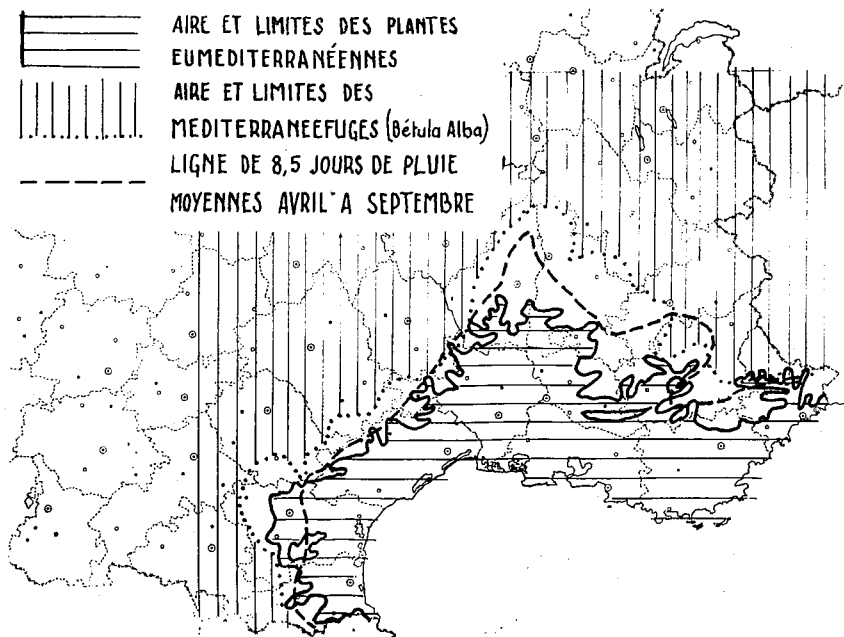 AIRE ET LIMITES DES PLANTES
EUMEDITERRANÉENNES
AIRE ET LIMITES DES
MEDITERRANEEFUGES (Bétula Alba)
LIGNE DE 8,5 JOURS DE PLUIE
MOYENNES AVRIL A SEPTEMBRE